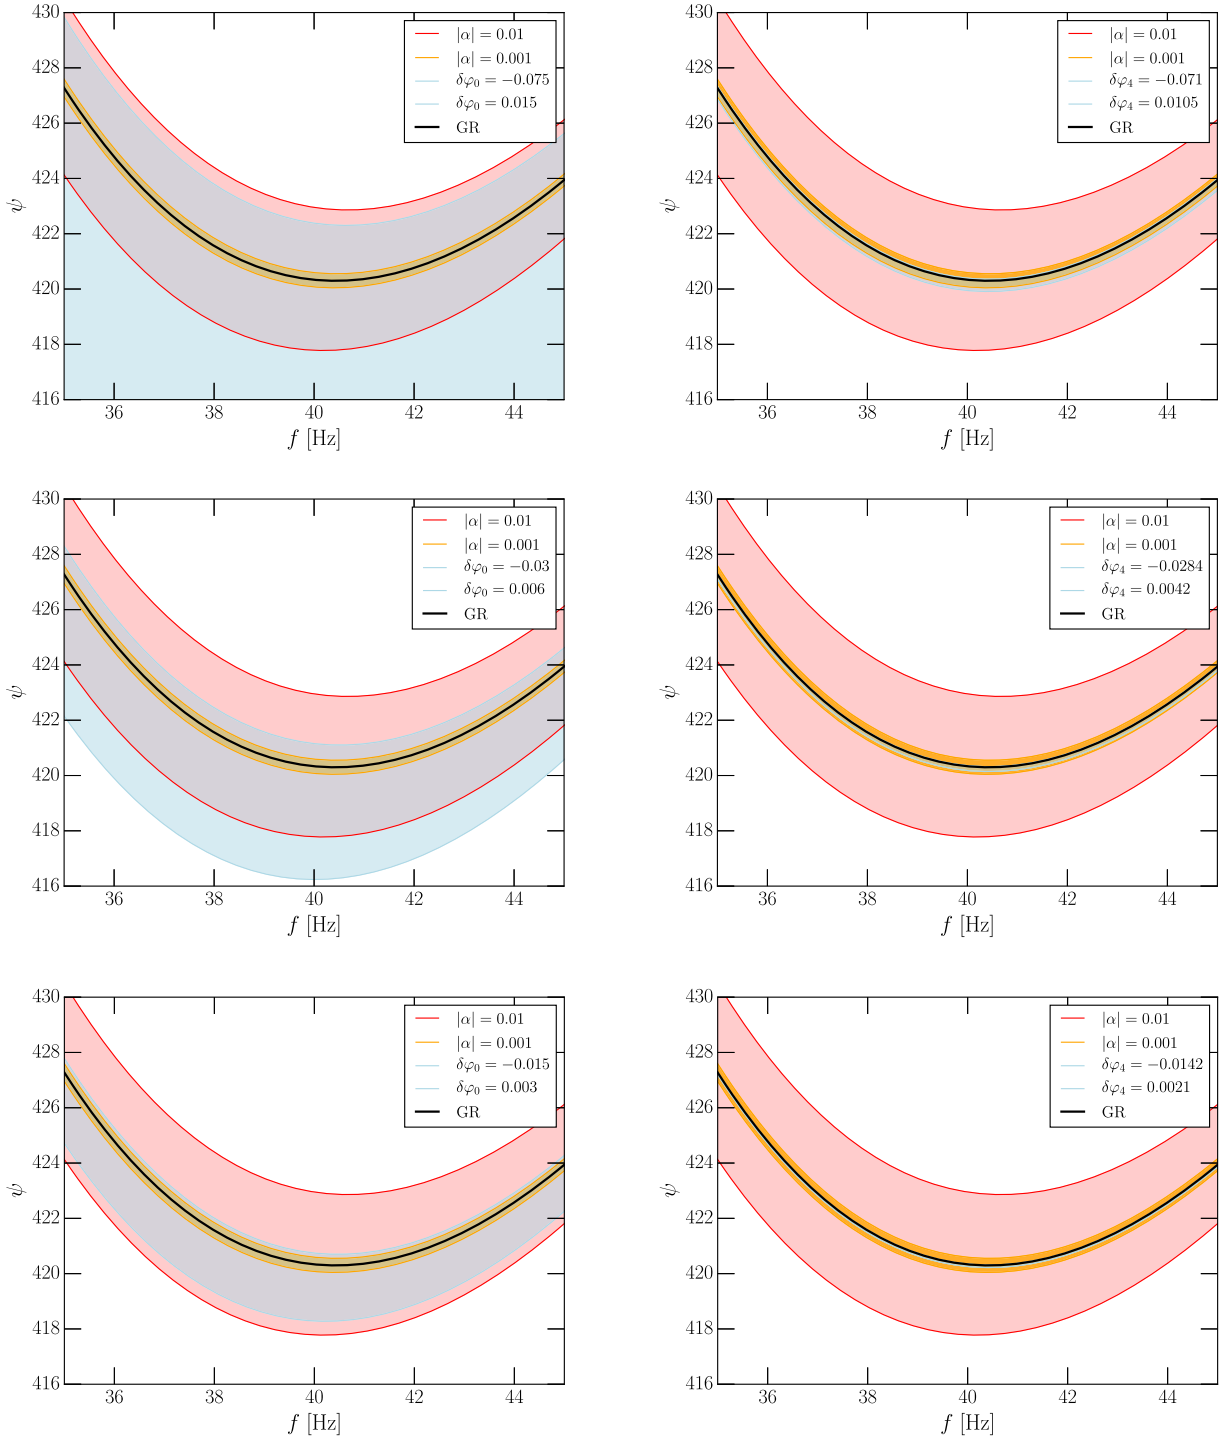 430
428
426
424
422
420
418
416
ψ
36 38 40 42 44
f [Hz]
|α| = 0.01
|α| = 0.001
δφ₀ = −0.075
δφ₀ = 0.015
GR
430
428
426
424
422
420
418
416
ψ
36 38 40 42 44
f [Hz]
|α| = 0.01
|α| = 0.001
δφ₄ = −0.071
δφ₄ = 0.0105
GR
430
428
426
424
422
420
418
416
ψ
36 38 40 42 44
f [Hz]
|α| = 0.01
|α| = 0.001
δφ₀ = −0.03
δφ₀ = 0.006
GR
430
428
426
424
422
420
418
416
ψ
36 38 40 42 44
f [Hz]
|α| = 0.01
|α| = 0.001
δφ₄ = −0.0284
δφ₄ = 0.0042
GR
430
428
426
424
422
420
418
416
ψ
36 38 40 42 44
f [Hz]
|α| = 0.01
|α| = 0.001
δφ₀ = −0.015
δφ₀ = 0.003
GR
430
428
426
424
422
420
418
416
ψ
36 38 40 42 44
f [Hz]
|α| = 0.01
|α| = 0.001
δφ₄ = −0.0142
δφ₄ = 0.0021
GR